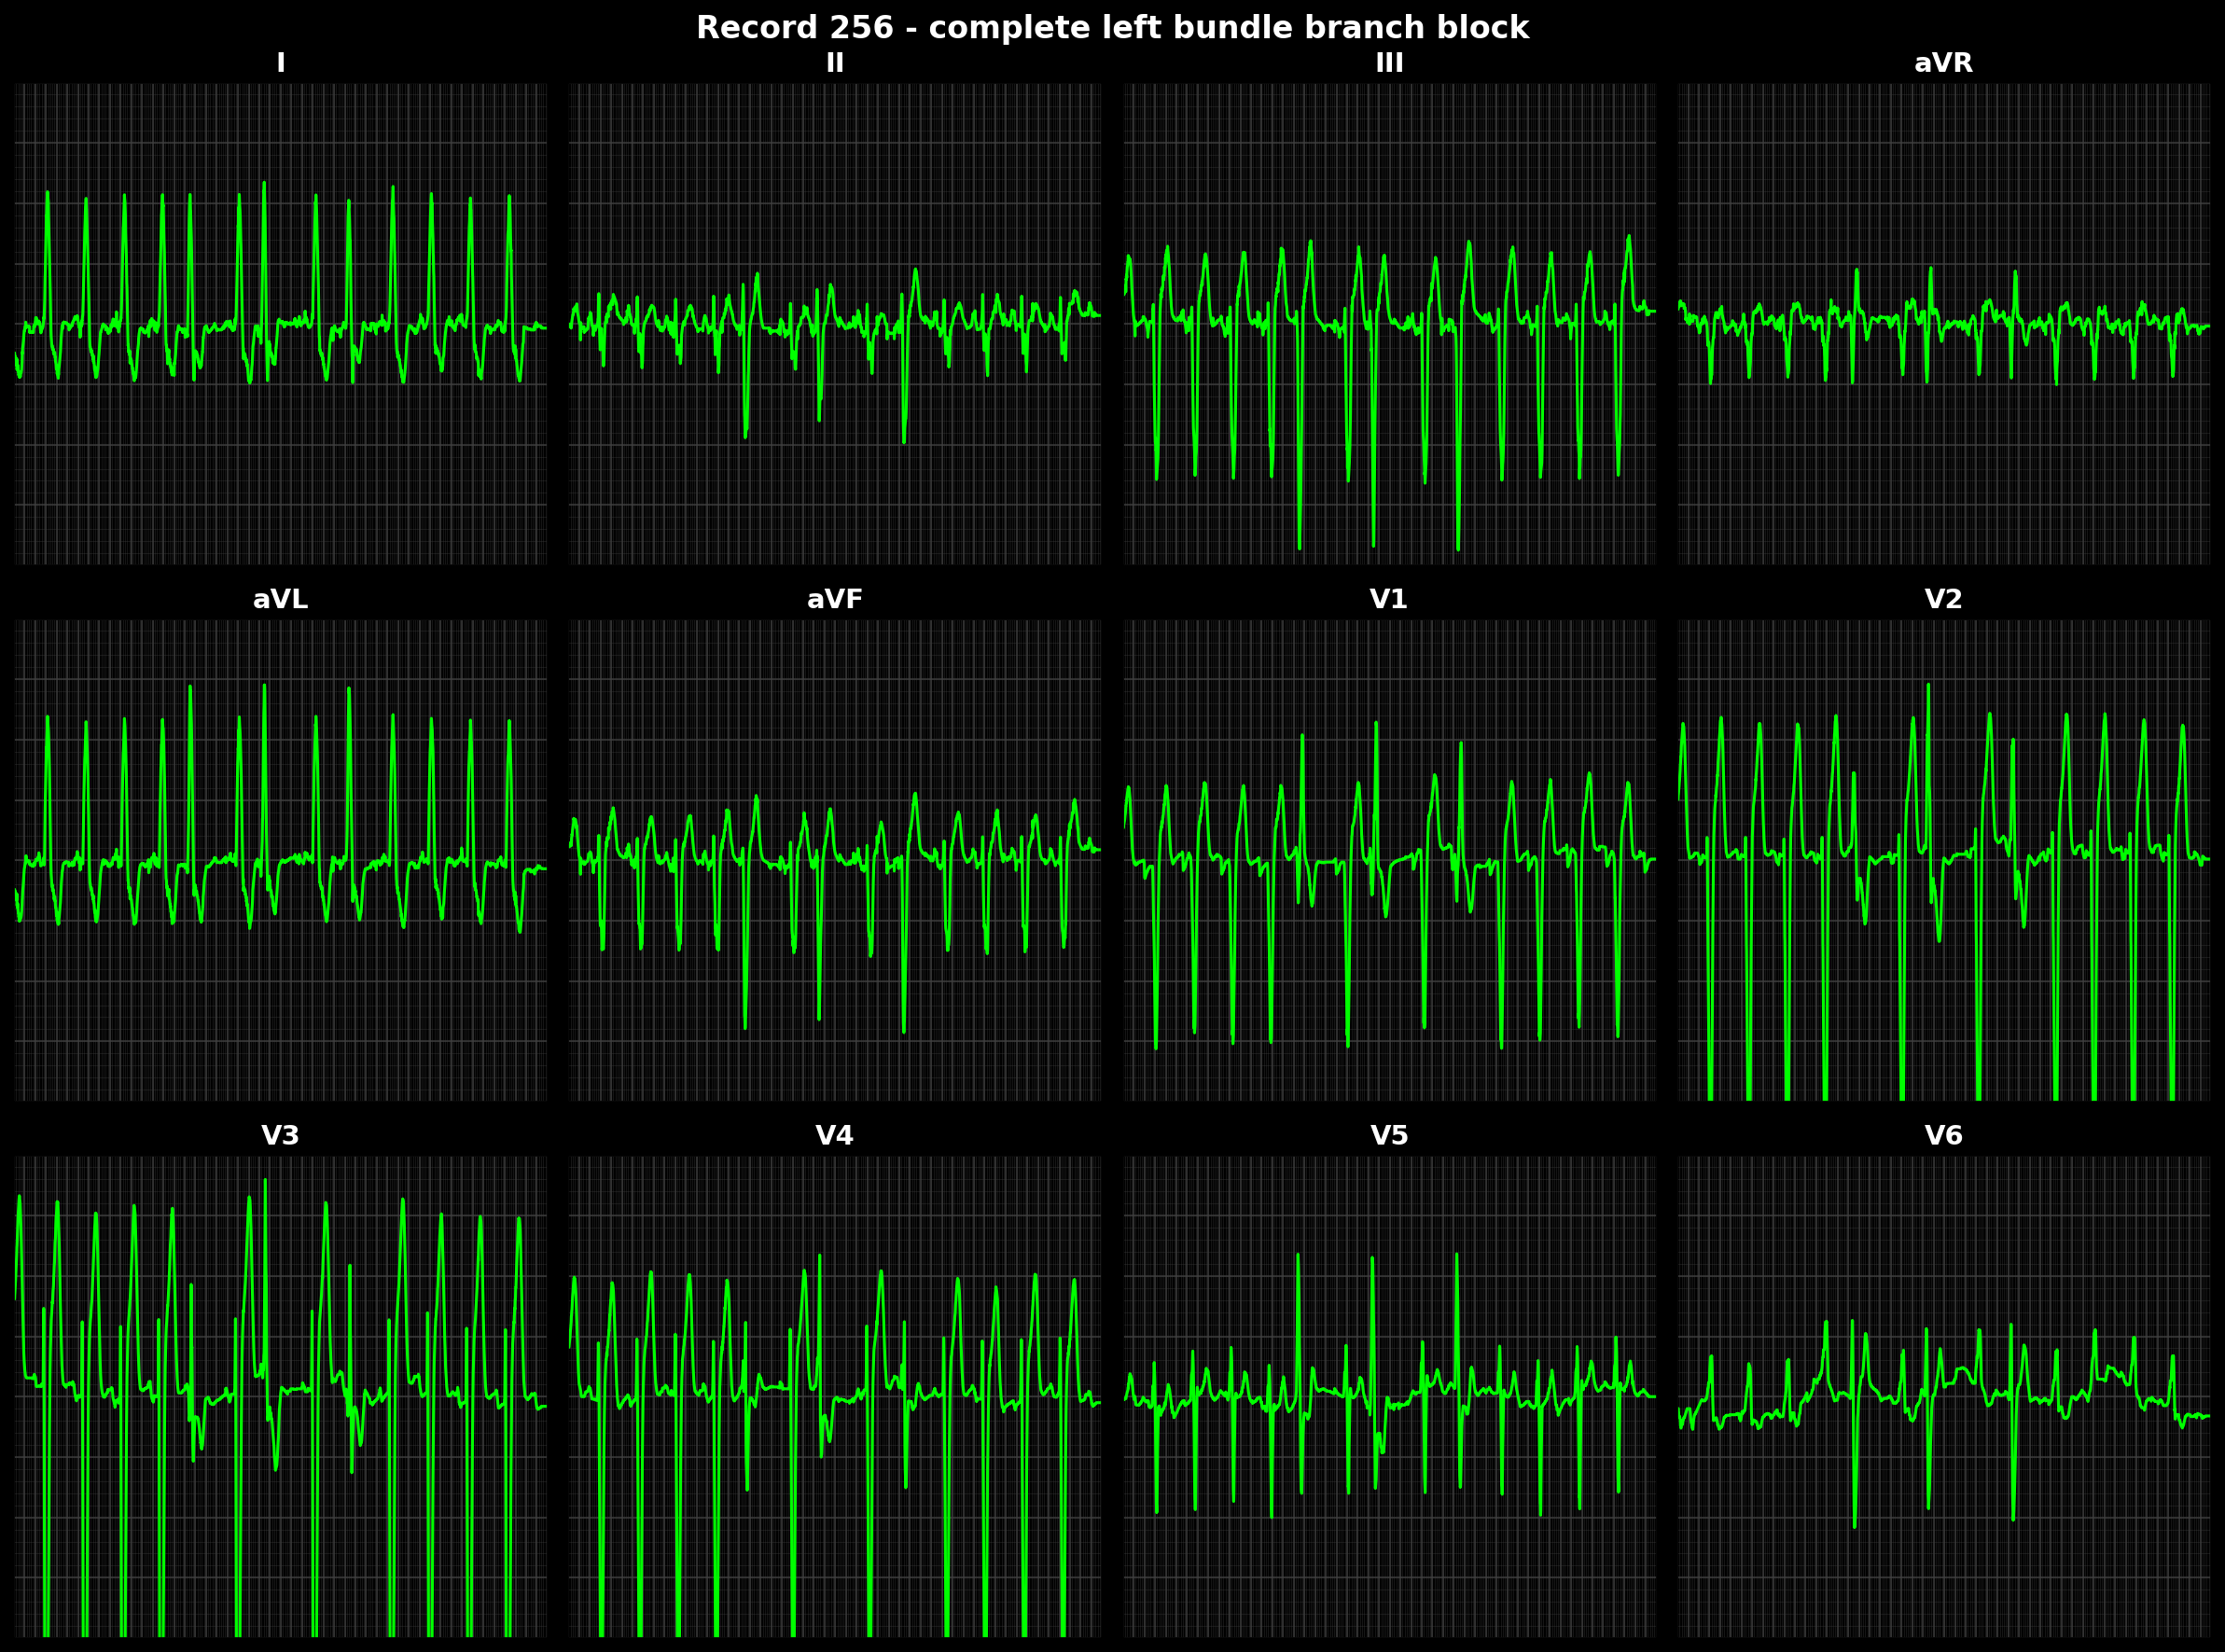 Record 256 - complete left bundle branch block
I II III aVR
aVL aVF V1 V2
V3 V4 V5 V6